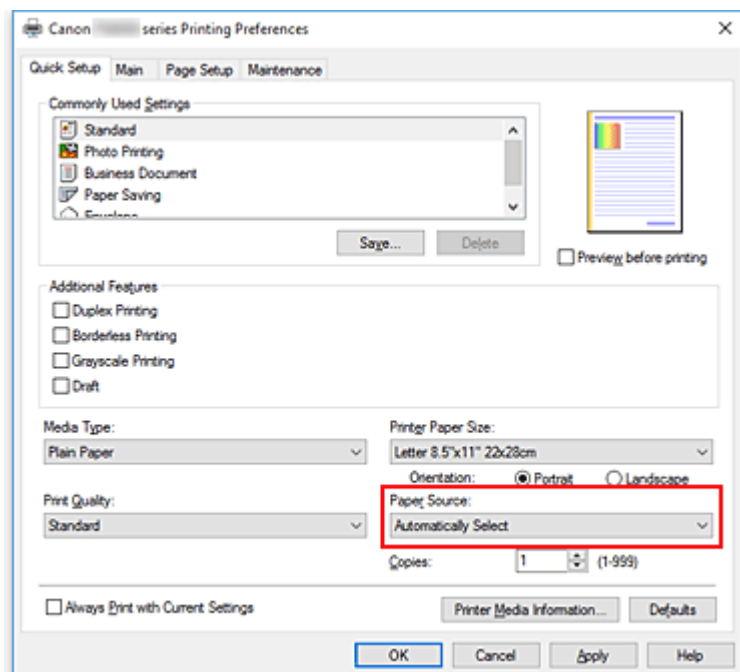 Canon series Printing Preferences
Quick Setup Main Page Setup Maintenance
Commonly Used Settings
Standard
Photo Printing
Business Document
Paper Saving
Envelope
Save... Delete
Preview before printing
Additional Features
Duplex Printing
Borderless Printing
Grayscale Printing
Draft
Media Type: Printer Paper Size:
Plain Paper Letter 8.5"x11" 22x28cm
Orientation: Portrait Landscape
Print Quality: Paper Source:
Standard Automatically Select
Copies: 1 (1-999)
Always Print with Current Settings Printer Media Information... Defaults
OK Cancel Apply Help